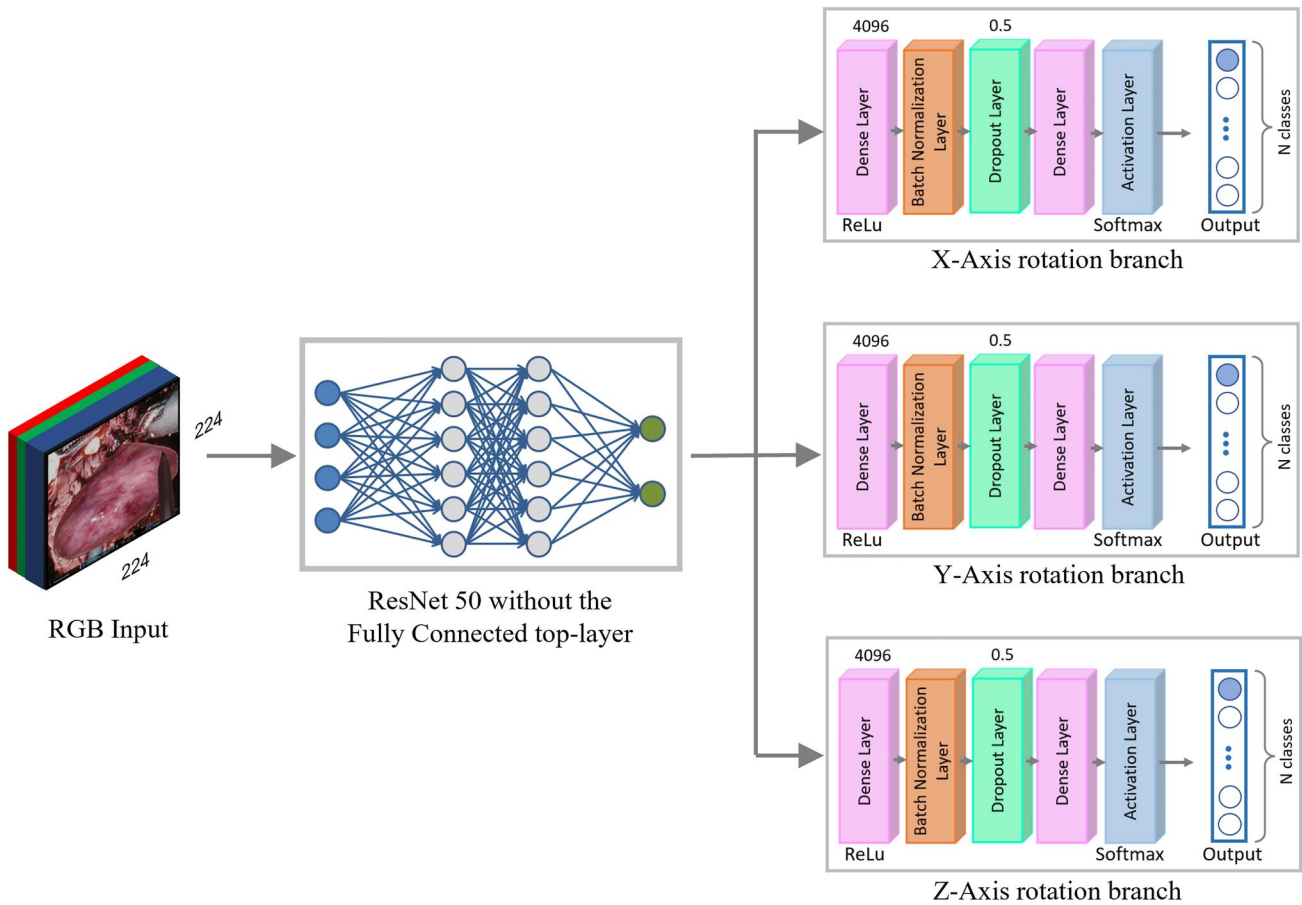 224
224
RGB Input
ResNet 50 without the
Fully Connected top-layer
4096
0.5
Dense Layer
Batch Normalization
Layer
Dropout Layer
Dense Layer
Activation Layer
N classes
ReLu
Softmax
Output
X-Axis rotation branch
4096
0.5
Dense Layer
Batch Normalization
Layer
Dropout Layer
Dense Layer
Activation Layer
N classes
ReLu
Softmax
Output
Y-Axis rotation branch
4096
0.5
Dense Layer
Batch Normalization
Layer
Dropout Layer
Dense Layer
Activation Layer
N classes
ReLu
Softmax
Output
Z-Axis rotation branch